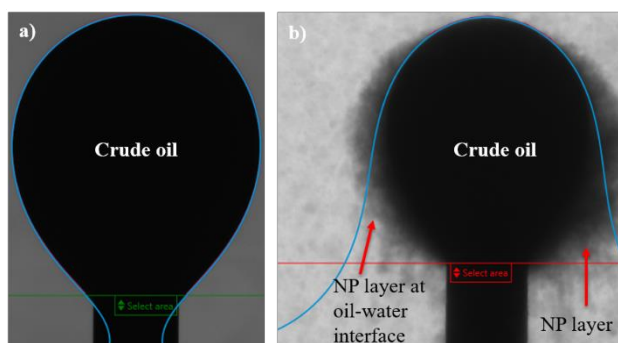 a)
Crude oil
Select area
b)
Crude oil
Select area
NP layer at
oil-water
interface
NP layer